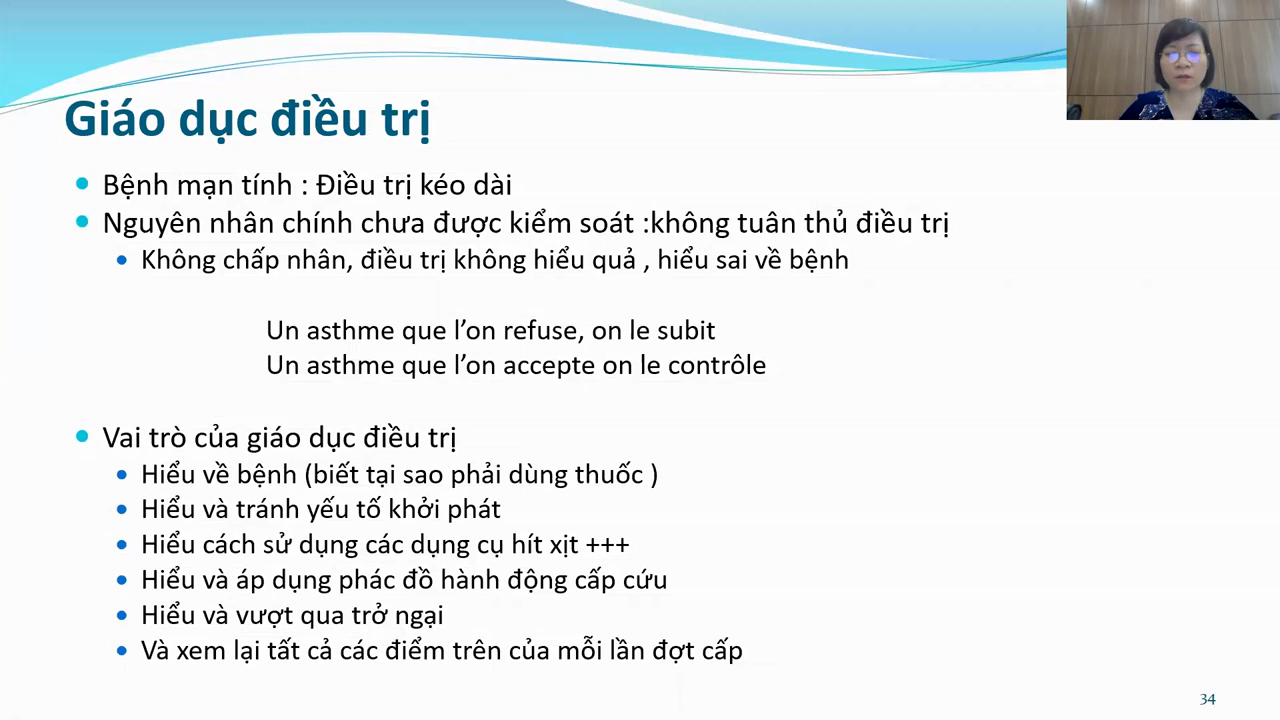 Giáo dục điều trị
Bệnh mạn tính : Điều trị kéo dài
Nguyên nhân chính chưa được kiểm soát :không tuân thủ điều trị
Không chấp nhân, điều trị không hiểu quả , hiểu sai về bệnh
Un asthme que l’on refuse, on le subit
Un asthme que l’on accepte on le contrôle
Vai trò của giáo dục điều trị
Hiểu về bệnh (biết tại sao phải dùng thuốc )
Hiểu và tránh yếu tố khởi phát
Hiểu cách sử dụng các dụng cụ hít xịt +++
Hiểu và áp dụng phác đồ hành động cấp cứu
Hiểu và vượt qua trở ngại
Và xem lại tất cả các điểm trên của mỗi lần đợt cấp
34